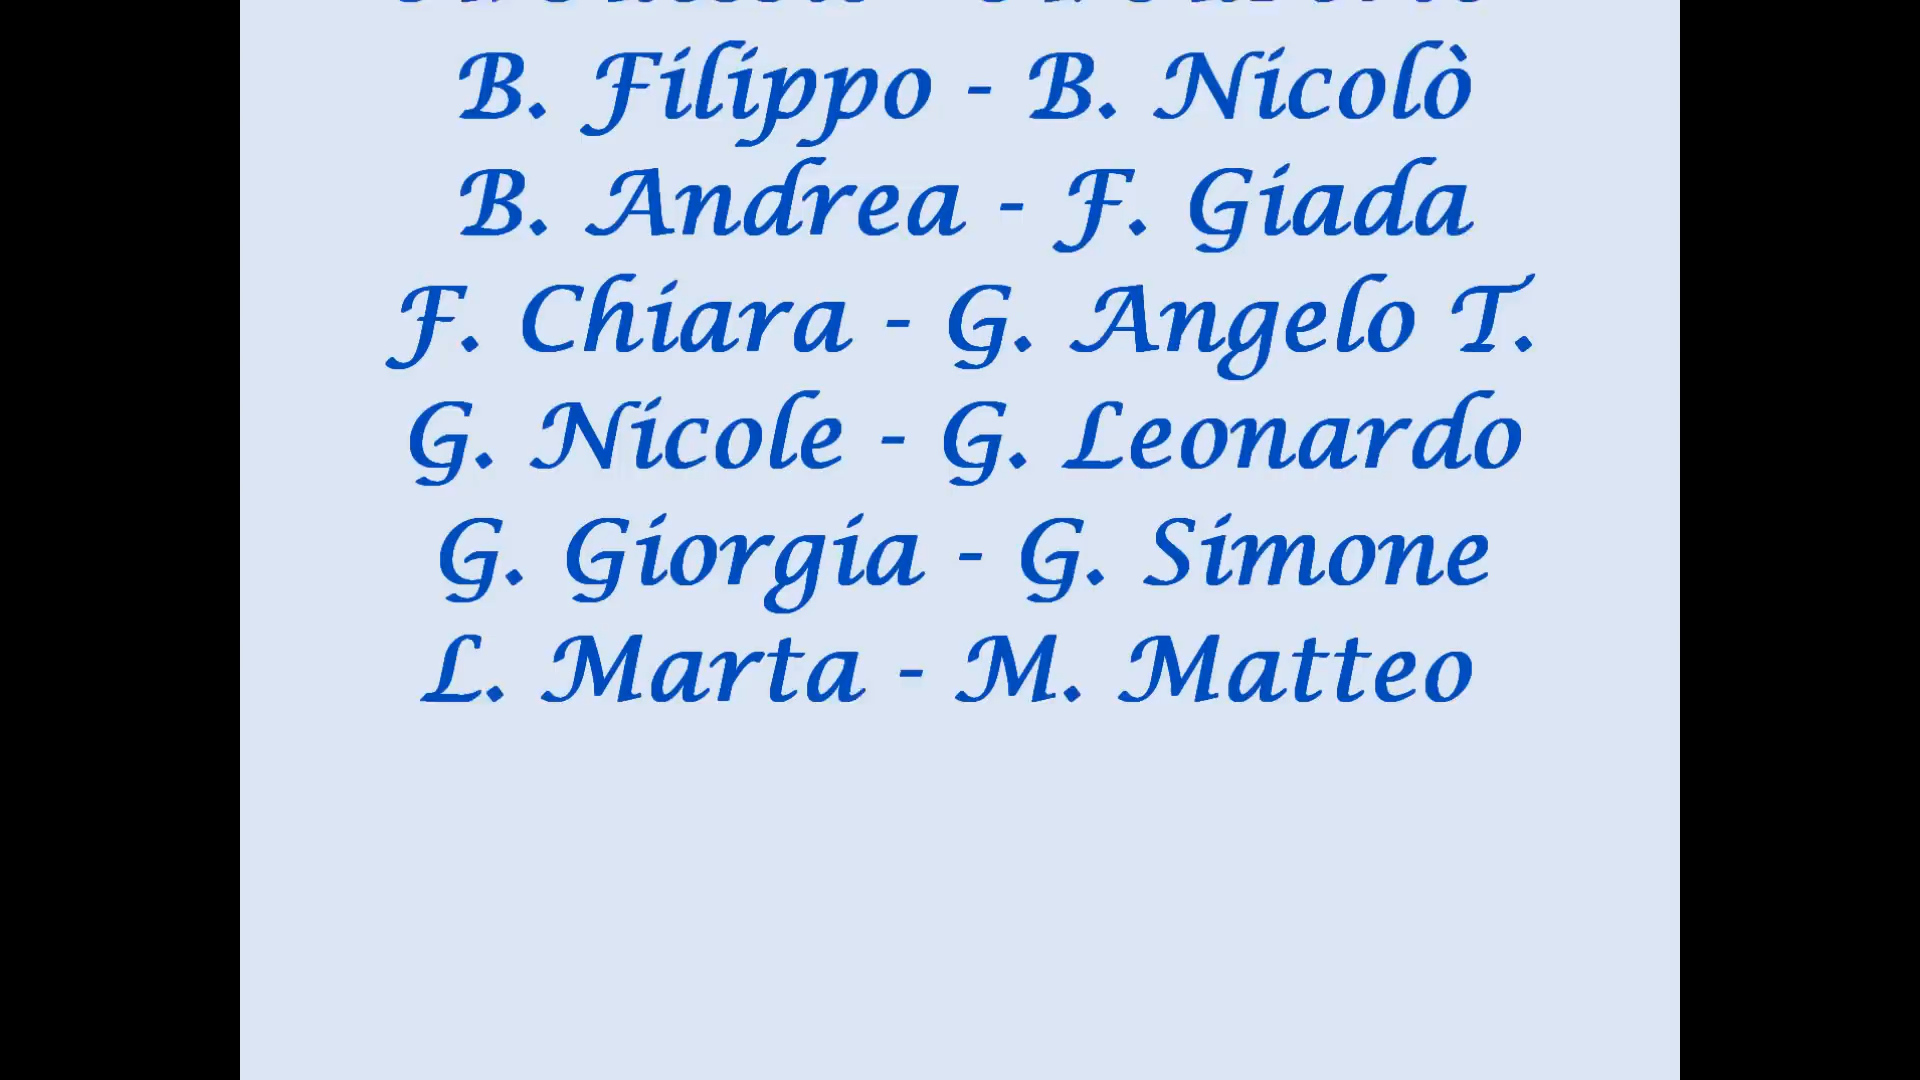 B. Filippo - B. Nicolò
B. Andrea - F. Giada
F. Chiara - G. Angelo T.
G. Nicole - G. Leonardo
G. Giorgia - G. Simone
L. Marta - M. Matteo